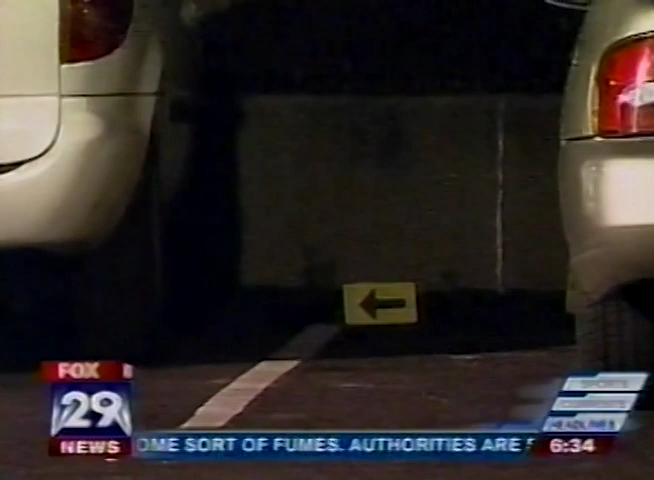 FOX
29
NEWS
SPORTS
HEADLINES
OME SORT OF FUMES. AUTHORITIES ARE
6:34